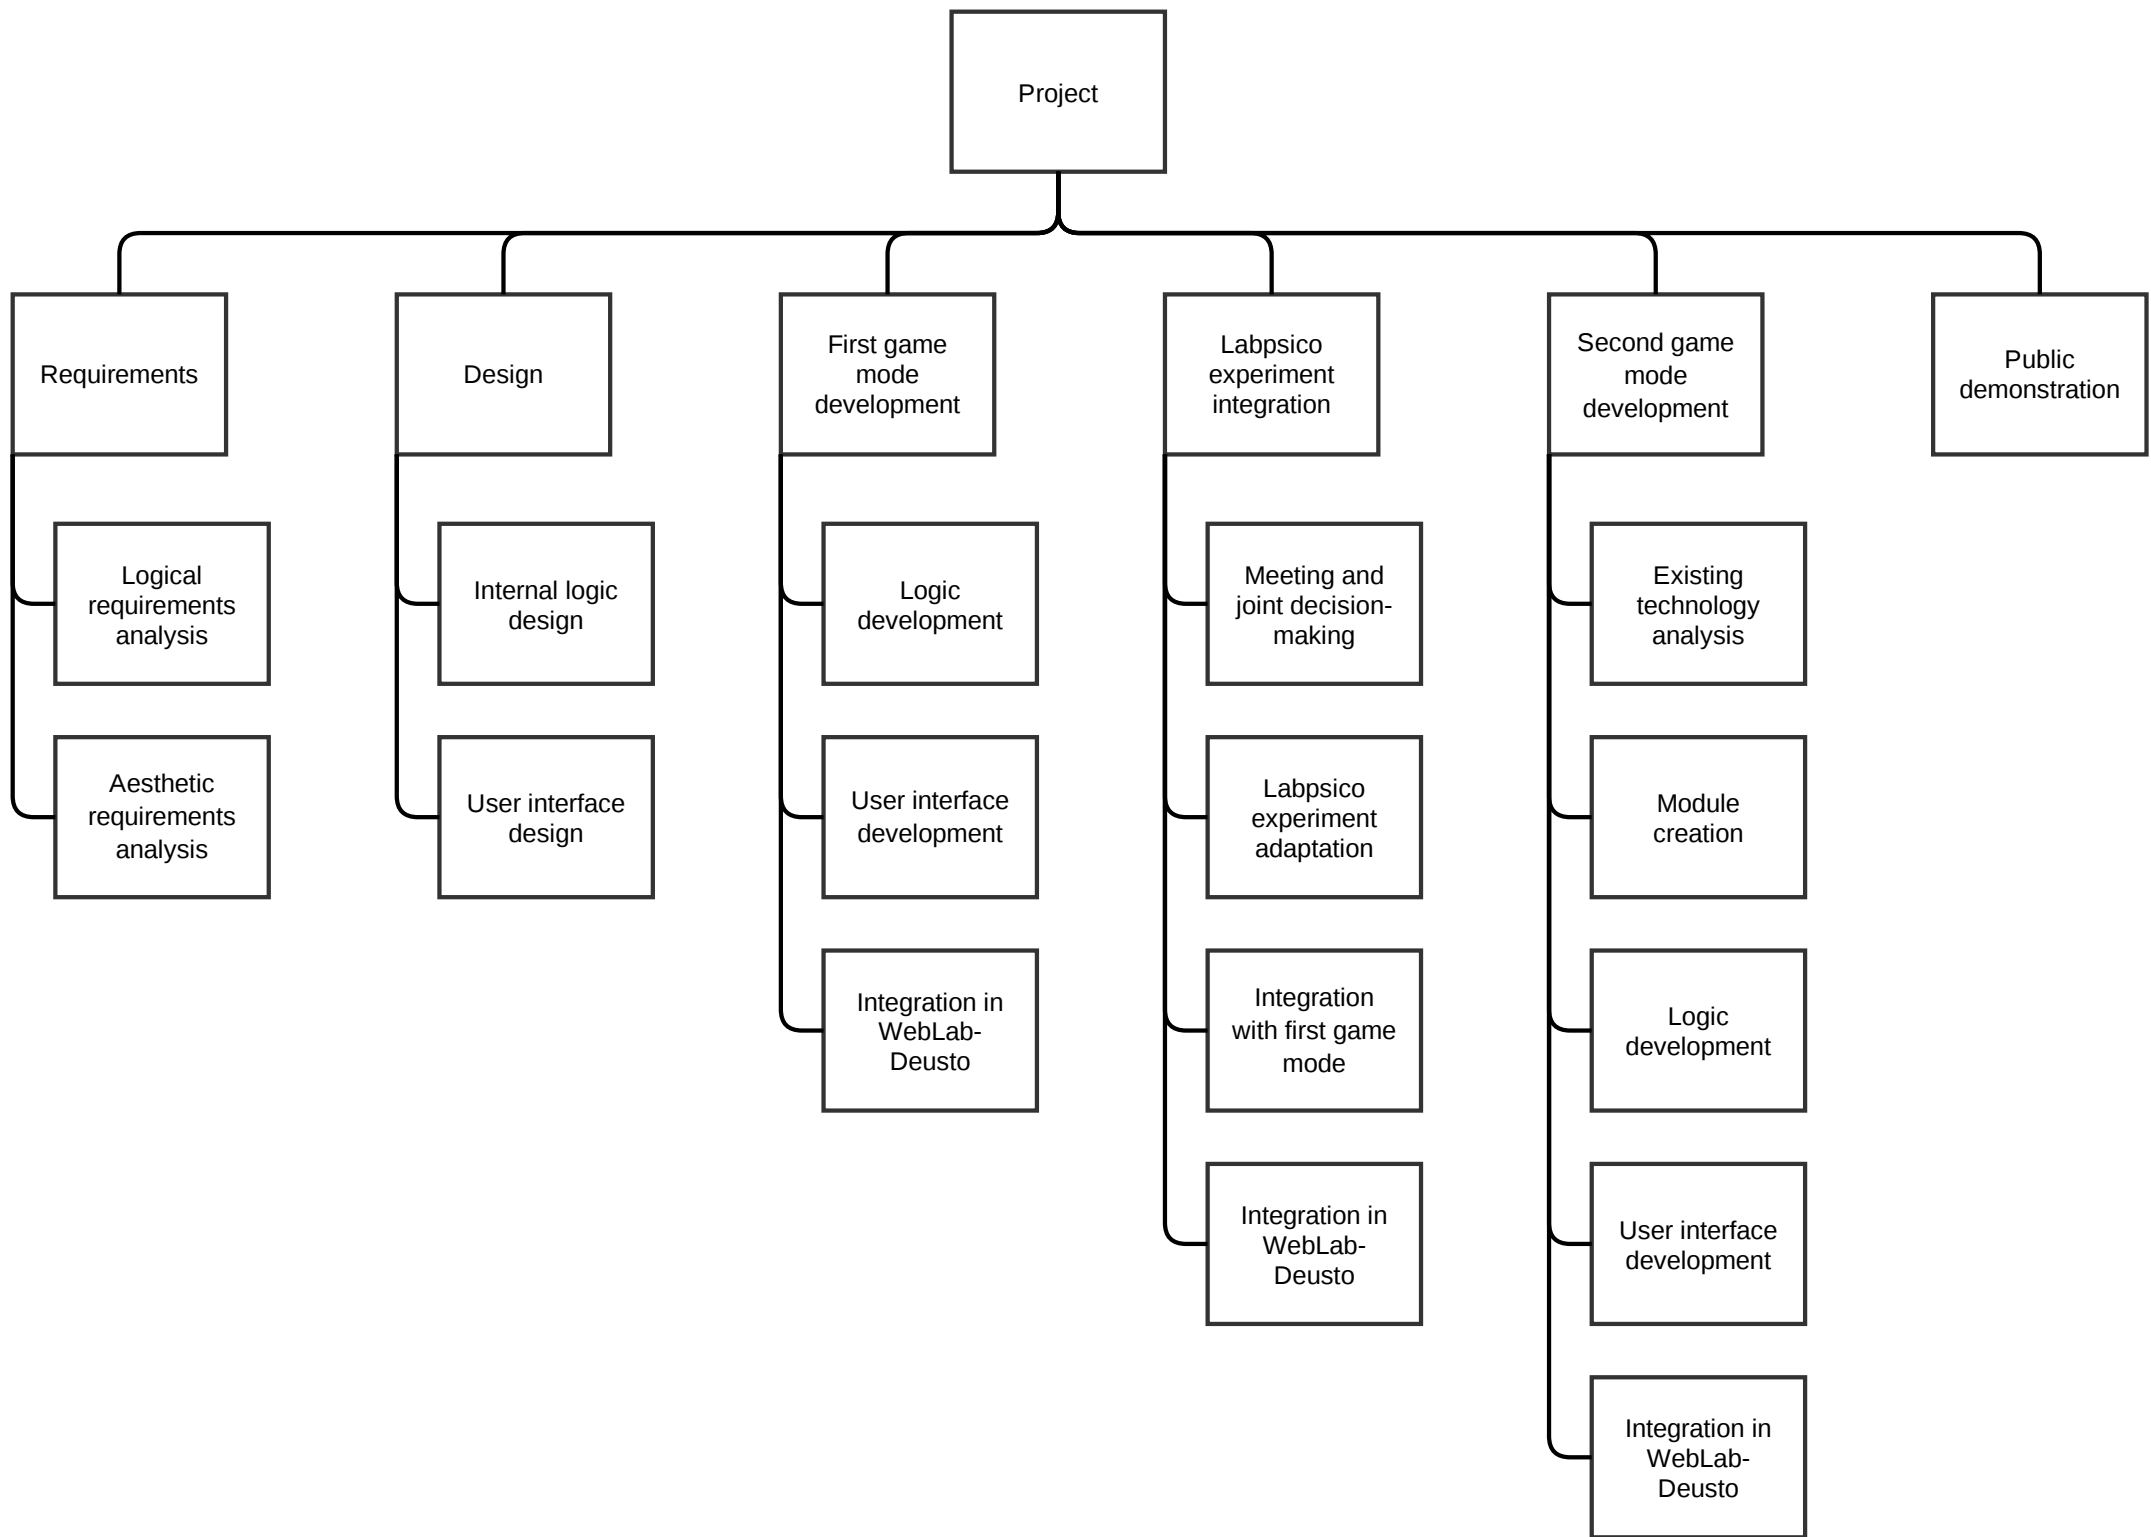 Project
Requirements
Design
First game
mode
development
Labpsico
experiment
integration
Second game
mode
development
Public
demonstration
Logical
requirements
analysis
Internal logic
design
Logic
development
Meeting and
joint decision-
making
Existing
technology
analysis
Aesthetic
requirements
analysis
User interface
design
User interface
development
Labpsico
experiment
adaptation
Module
creation
Integration in
WebLab-
Deusto
Integration
with first game
mode
Logic
development
Integration in
WebLab-
Deusto
User interface
development
Integration in
WebLab-
Deusto